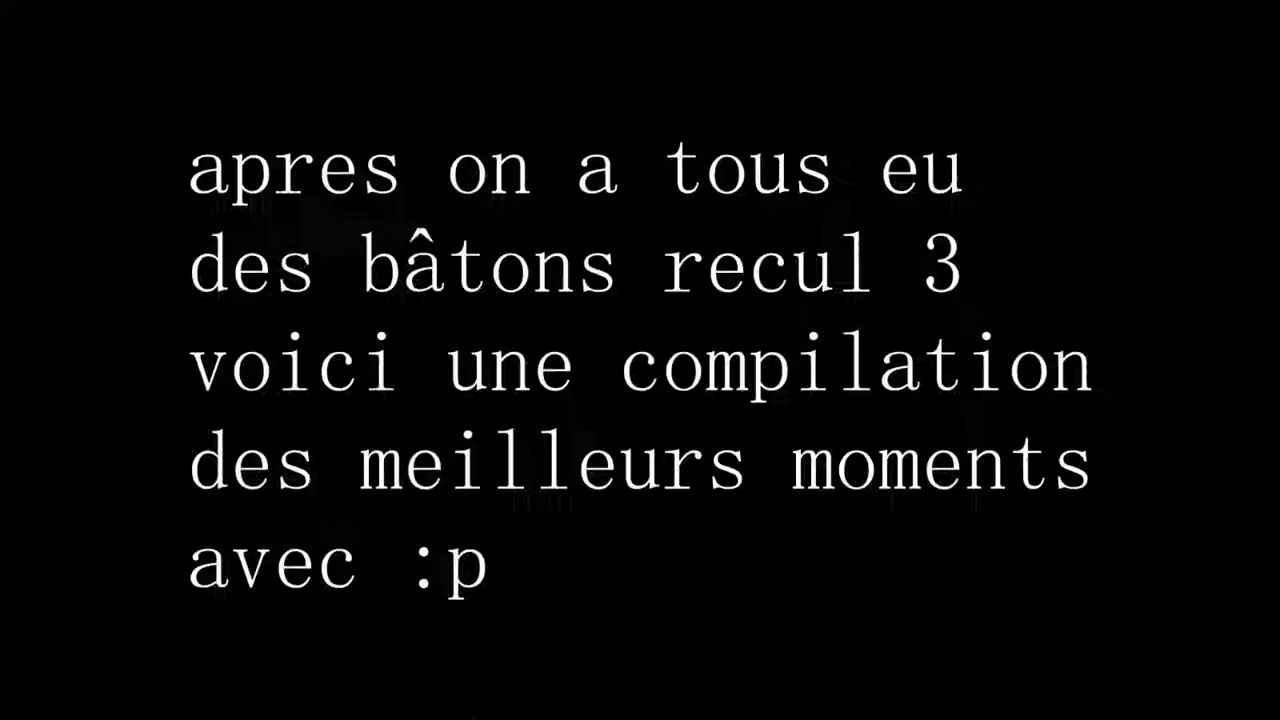 apres on a tous eu
des bâtons recul 3
voici une compilation
des meilleurs moments
avec :p